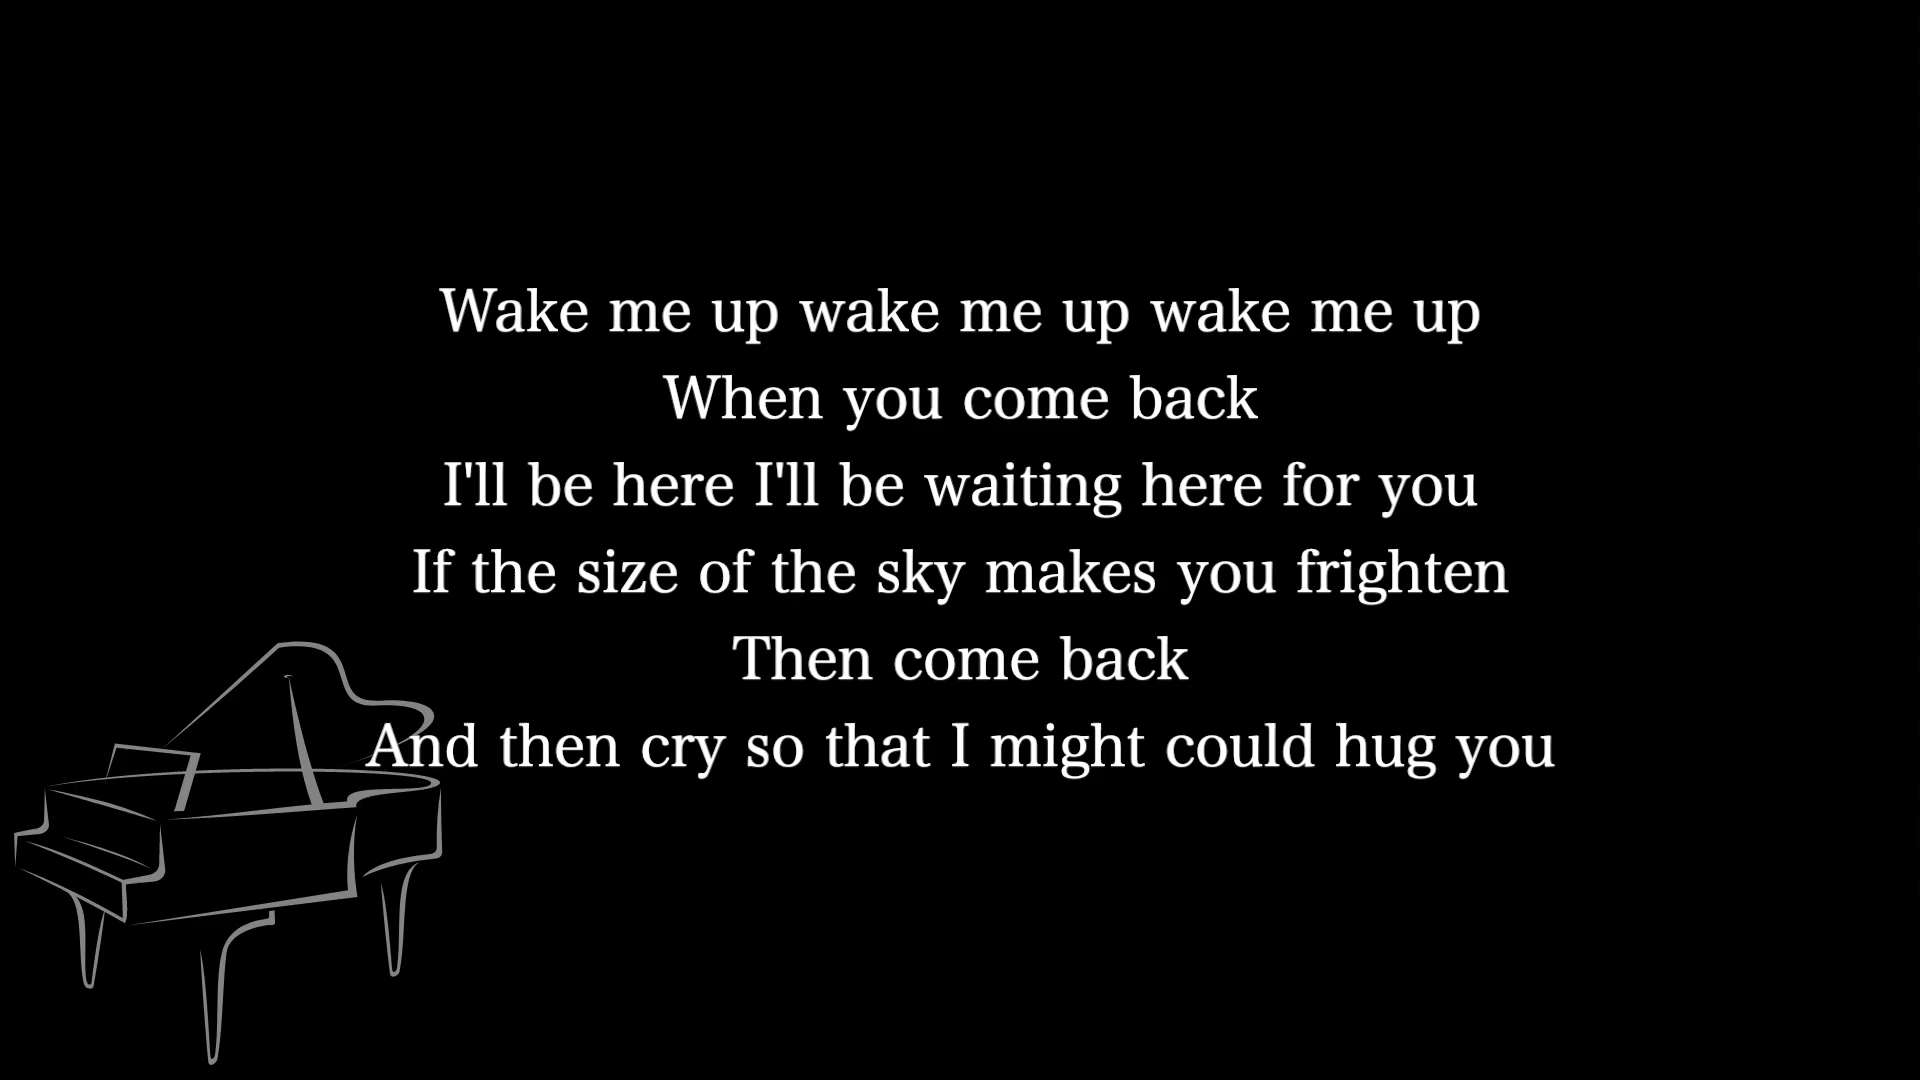 Wake me up wake me up wake me up
When you come back
I'll be here I'll be waiting here for you
If the size of the sky makes you frighten
Then come back
And then cry so that I might could hug you